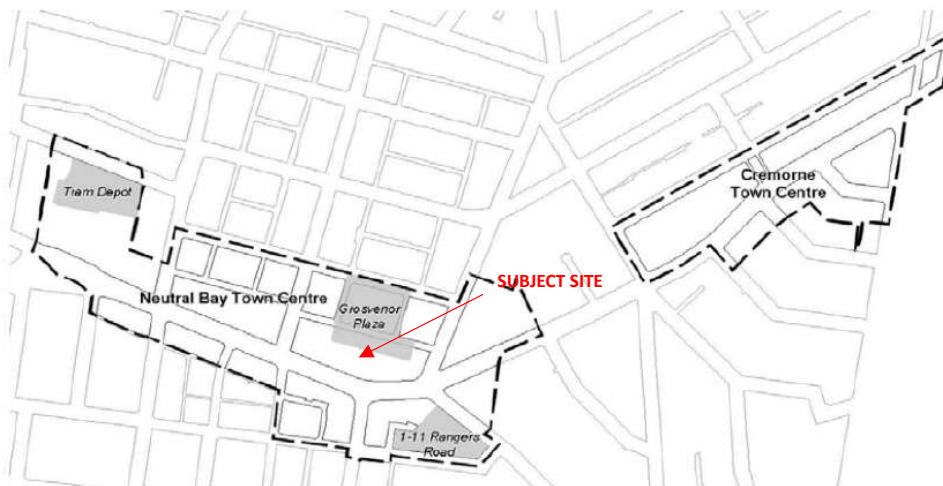 Tram Depot
Cremorne
Town Centre
SUBJECT SITE
Neutral Bay Town Centre
Grosvenor
Plaza
1-11 Rangers
Road